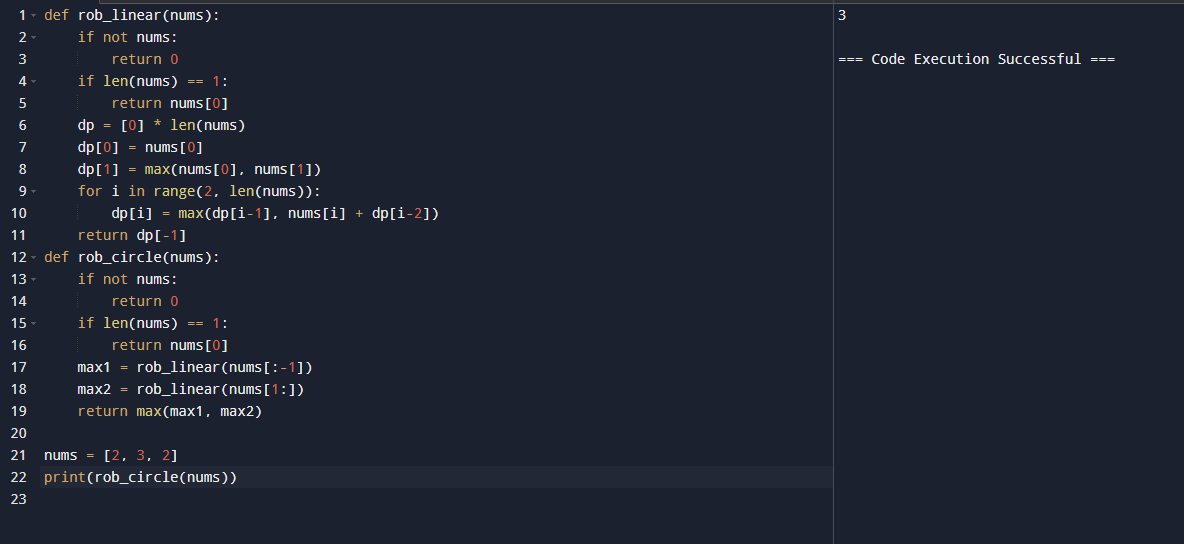 1 def rob_linear(nums):
2     if not nums:
3         return 0
4     if len(nums) == 1:
5         return nums[0]
6     dp = [0] * len(nums)
7     dp[0] = nums[0]
8     dp[1] = max(nums[0], nums[1])
9     for i in range(2, len(nums)):
10         dp[i] = max(dp[i-1], nums[i] + dp[i-2])
11     return dp[-1]
12 def rob_circle(nums):
13     if not nums:
14         return 0
15     if len(nums) == 1:
16         return nums[0]
17     max1 = rob_linear(nums[:-1])
18     max2 = rob_linear(nums[1:])
19     return max(max1, max2)
20
21 nums = [2, 3, 2]
22 print(rob_circle(nums))
23
3
=== Code Execution Successful ===